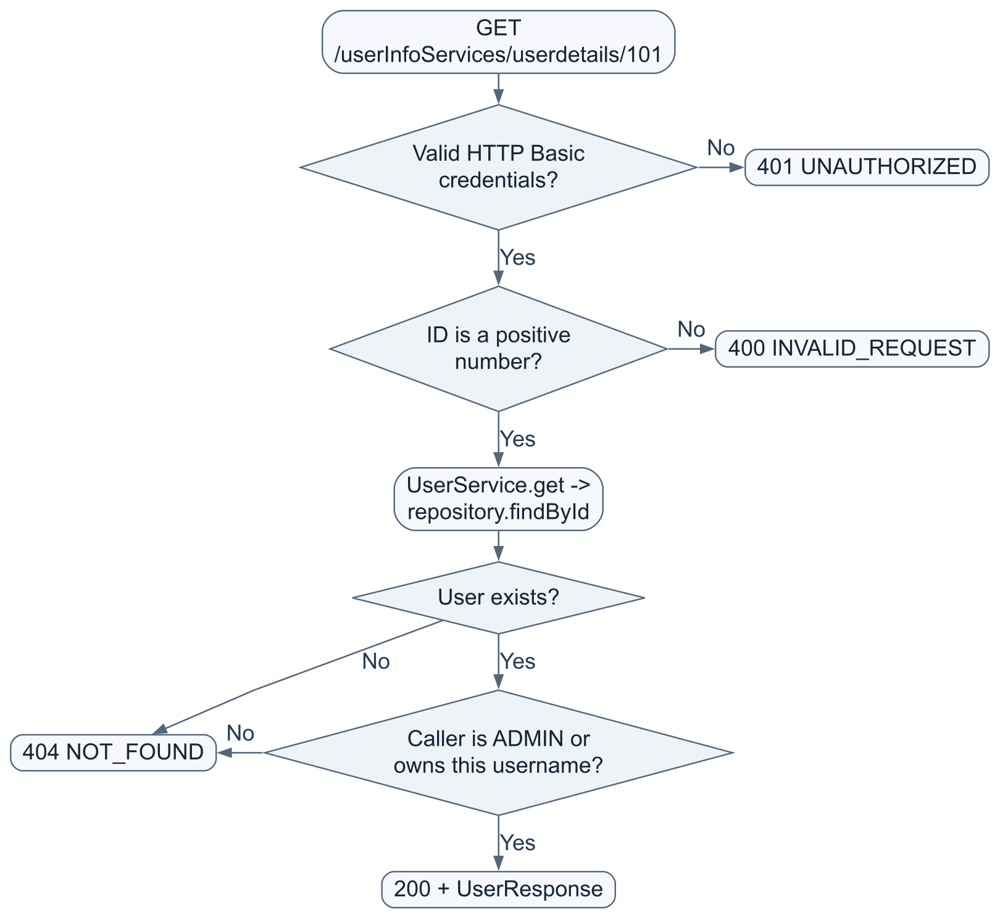 GET
/userInfoServices/userdetails/101
Valid HTTP Basic
credentials?
No
401 UNAUTHORIZED
Yes
ID is a positive
number?
No
400 INVALID_REQUEST
Yes
UserService.get ->
repository.findById
User exists?
No
Yes
404 NOT_FOUND
No
Caller is ADMIN or
owns this username?
Yes
200 + UserResponse